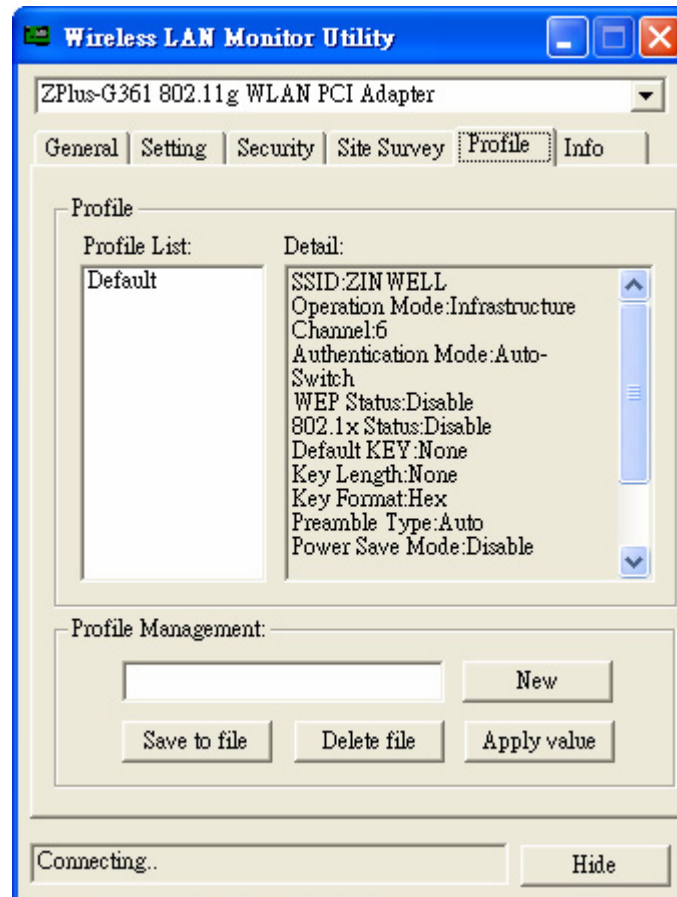 Wireless LAN Monitor Utility
ZPlus-G361 802.11g WLAN PCI Adapter
General Setting Security Site Survey Profile Info
Profile
Profile List:
Default
Detail:
SSID:ZINWELL
Operation Mode:Infrastructure
Channel:6
Authentication Mode:Auto-
Switch
WEP Status:Disable
802.1x Status:Disable
Default KEY:None
Key Length:None
Key Format:Hex
Preamble Type:Auto
Power Save Mode:Disable
Profile Management:
New
Save to file Delete file Apply value
Connecting..
Hide